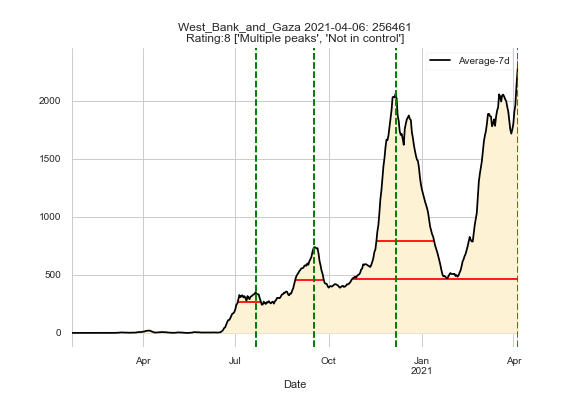 West_Bank_and_Gaza 2021-04-06: 256461
Rating:8 ['Multiple peaks', 'Not in control']
Average-7d
2000
1500
1000
500
0
Apr
Jul
Oct
Jan
2021
Apr
Date